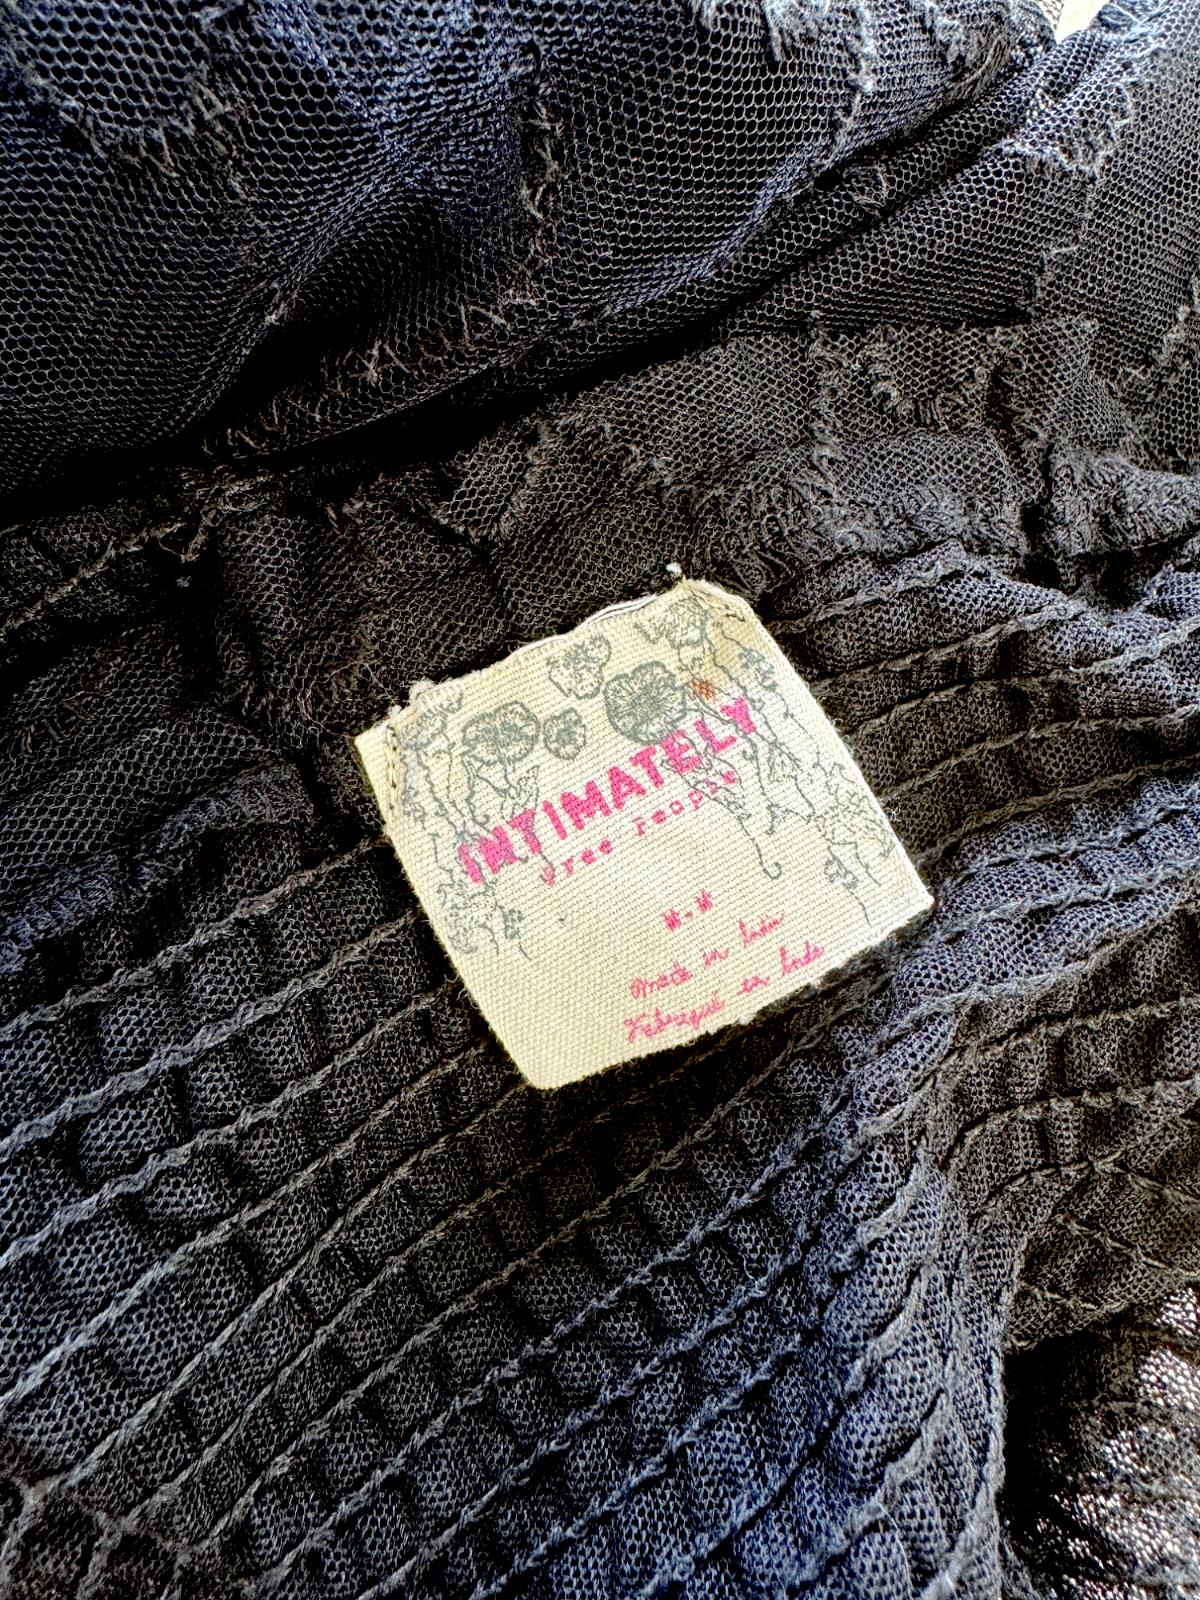 INTIMATELY
Free People
made in India
Fabriqué en Inde